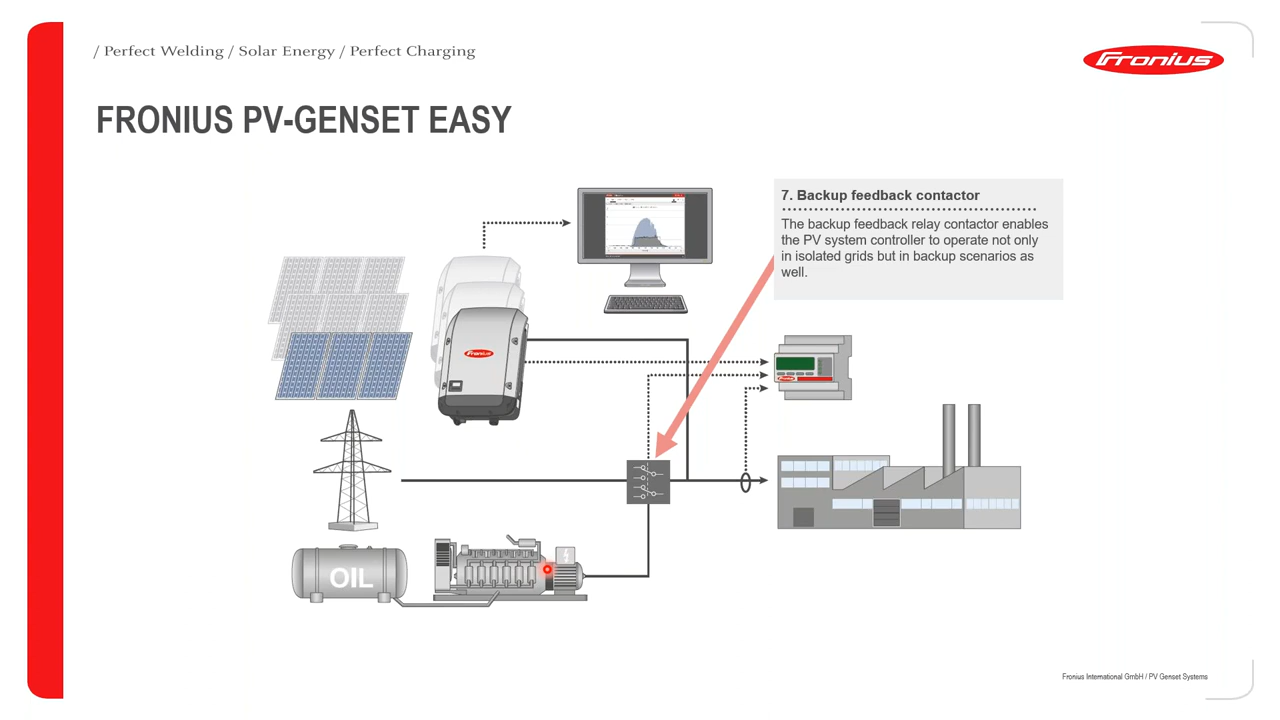 / Perfect Welding / Solar Energy / Perfect Charging
Fronius
FRONIUS PV-GENSET EASY
7. Backup feedback contactor
The backup feedback relay contactor enables
the PV system controller to operate not only
in isolated grids but in backup scenarios as
well.
Fronius
Fronius
OIL
Fronius International GmbH / PV Genset Systems